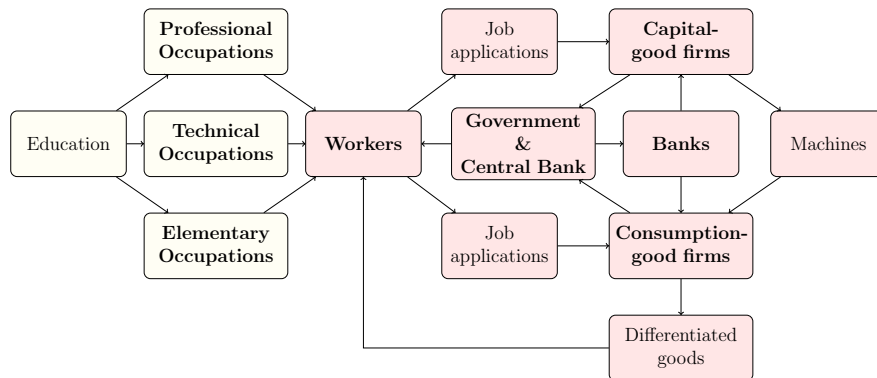 Professional
Occupations
Job
applications
Capital-
good firms
Education
Technical
Occupations
Workers
Government
&
Central Bank
Banks
Machines
Elementary
Occupations
Job
applications
Consumption-
good firms
Differentiated
goods